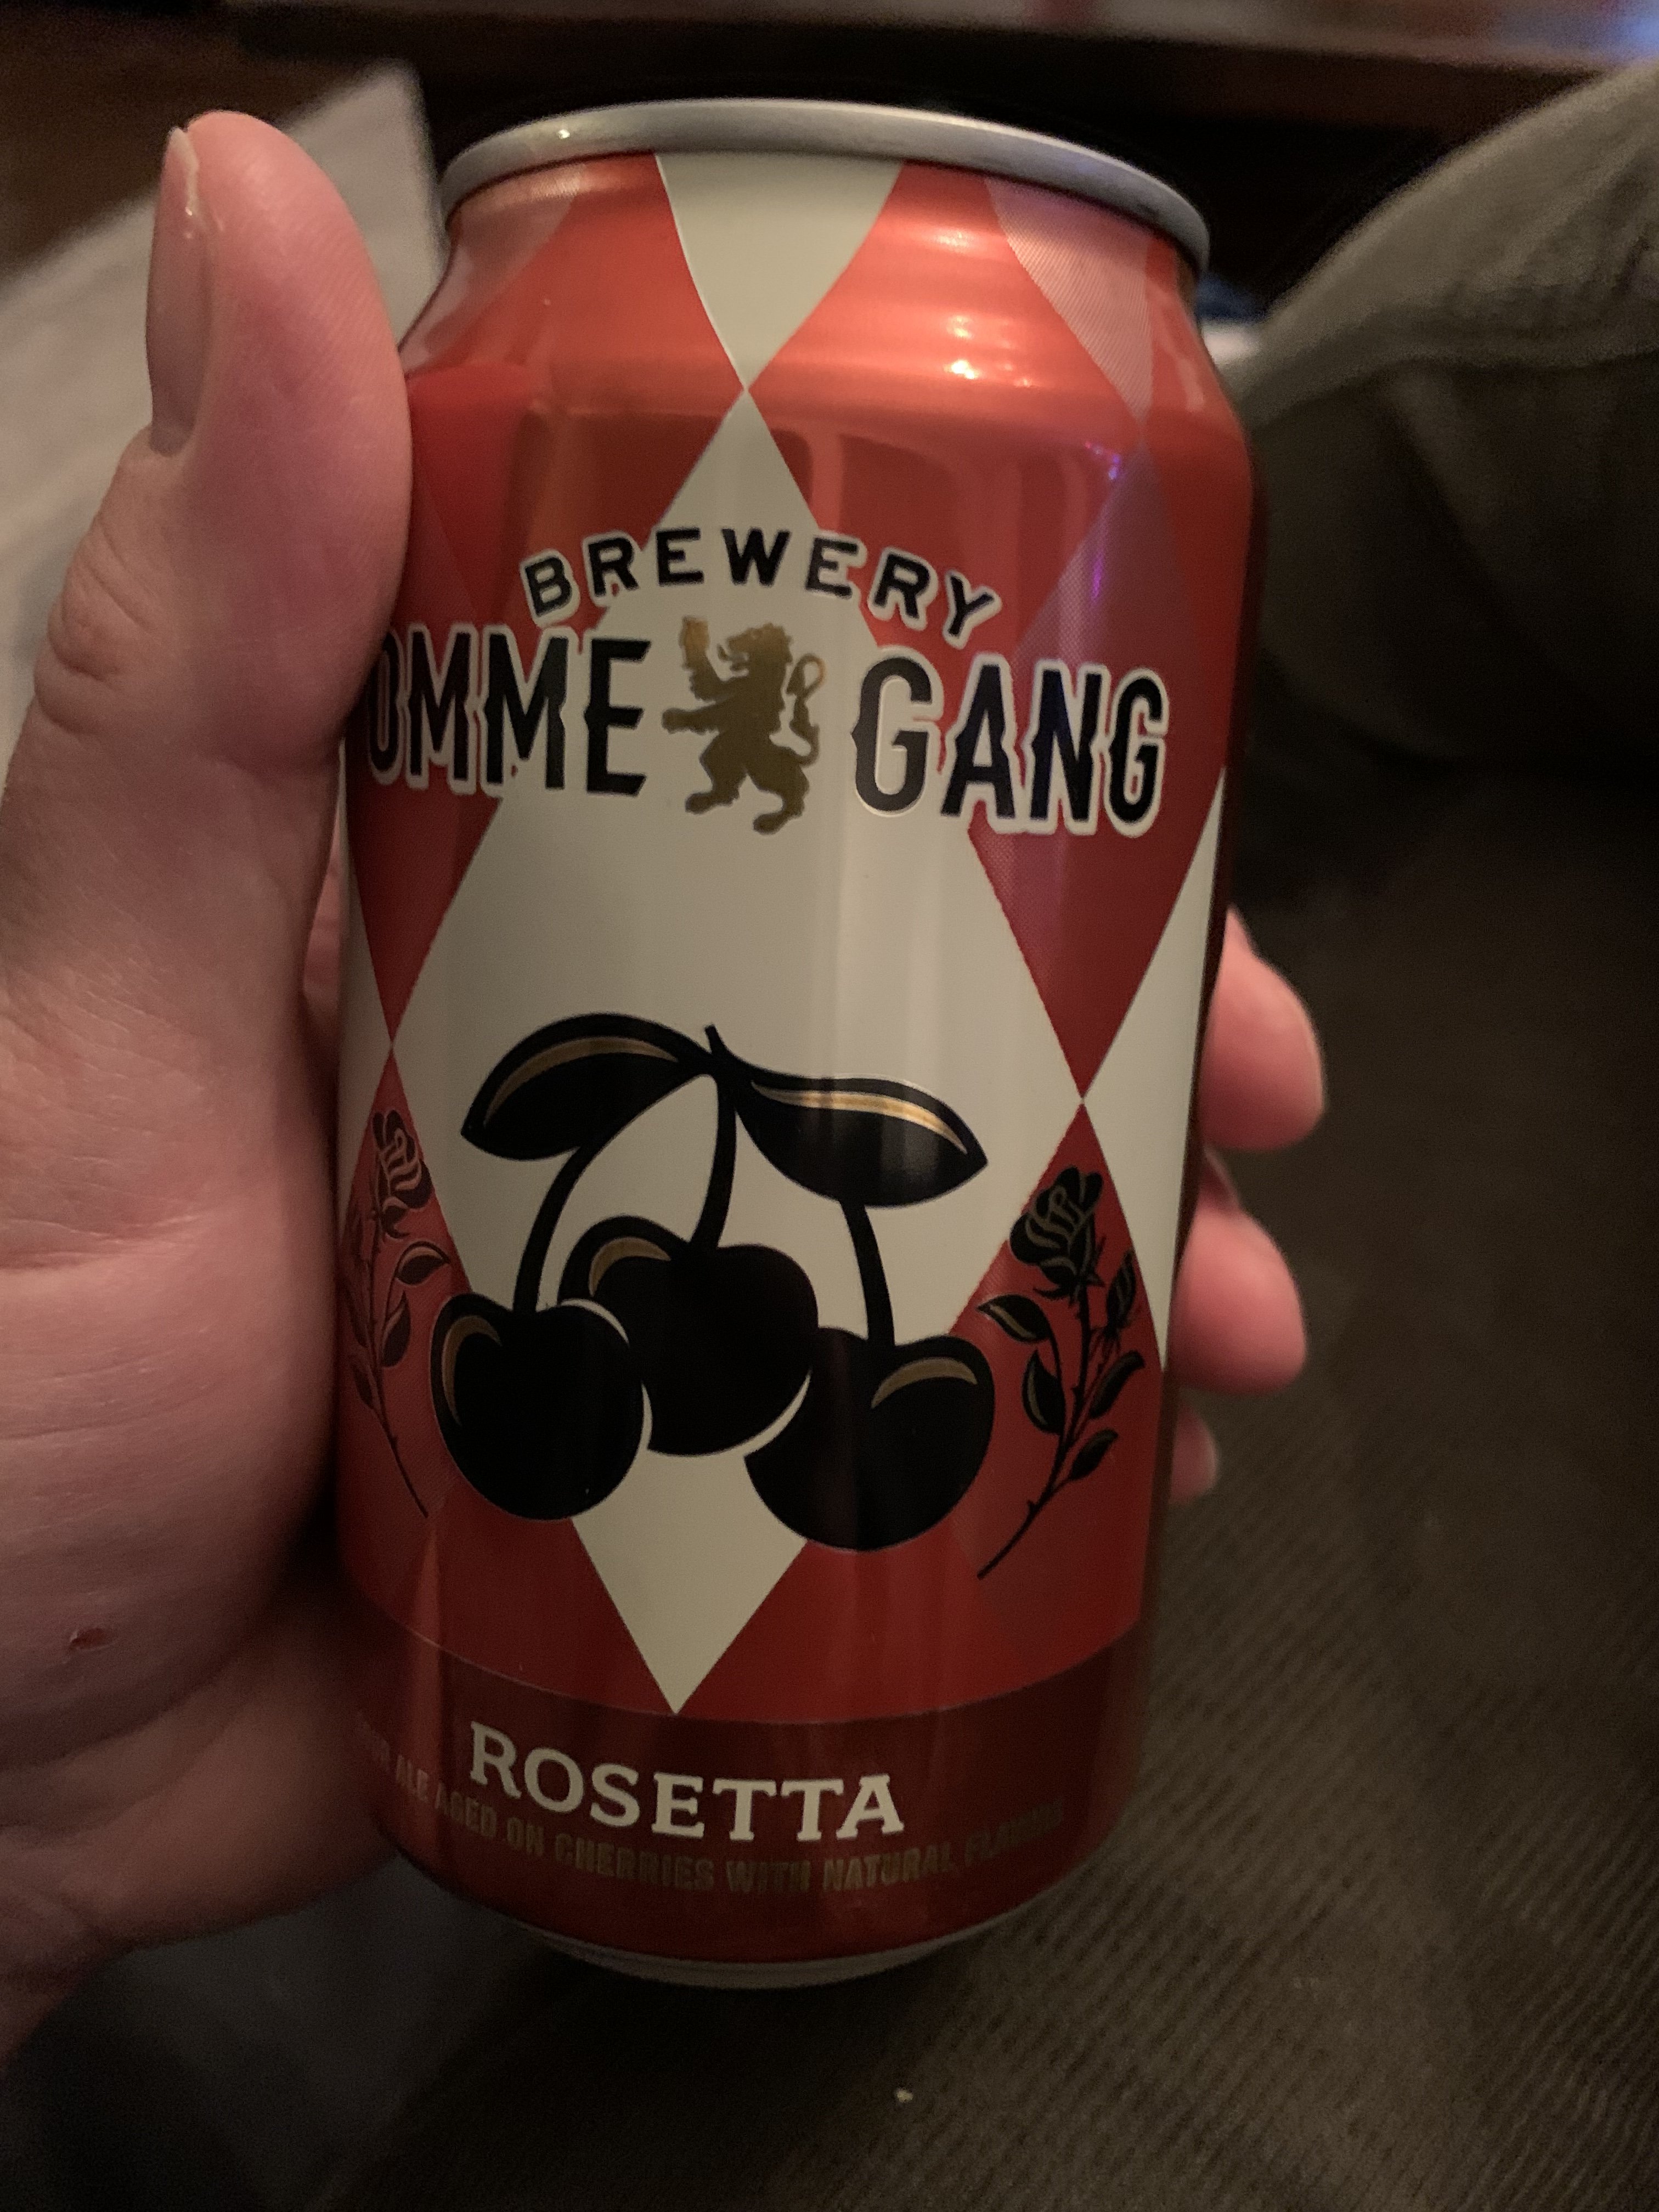 BREWERY
OMME GANG
ROSETTA
ALE AGED ON CHERRIES WITH NATURAL